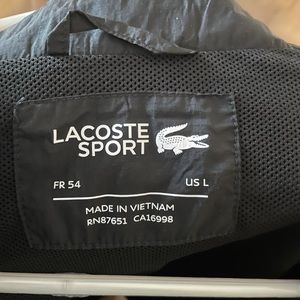 LACOSTE
SPORT
FR 54 US L
MADE IN VIETNAM
RN87651 CA16998